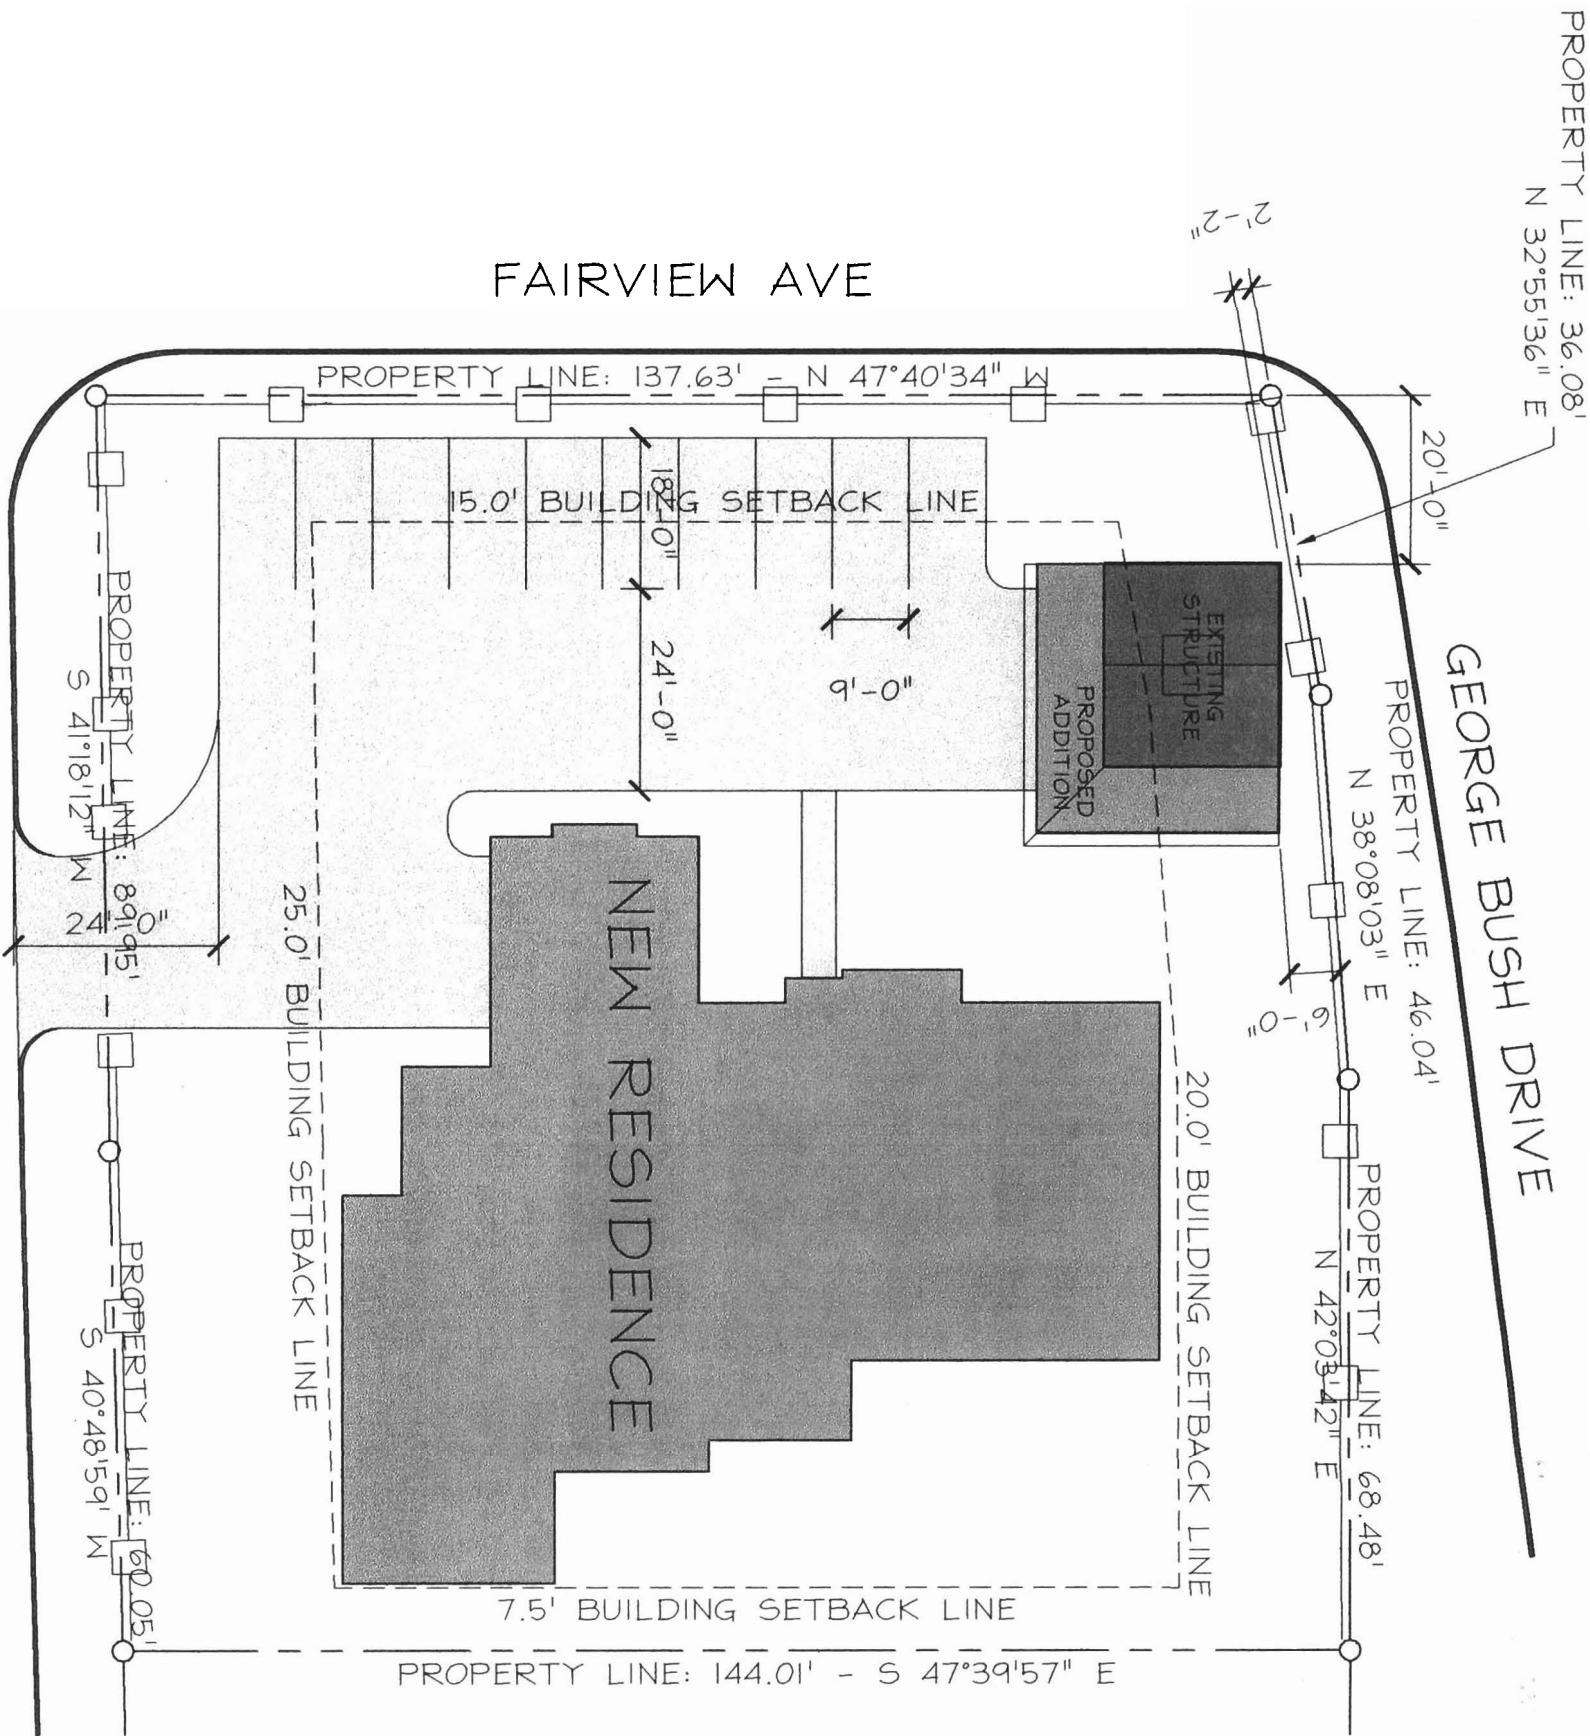 PROPERTY LINE: 36.08'
N 32°55'36" E
2'-2"
FAIRVIEW AVE
PROPERTY LINE: 137.63' - N 47°40'34" W
20'-0"
18'-0"
15.0' BUILDING SETBACK LINE
EXISTING
STRUCTURE
PROPOSED
ADDITION
24'-0"
9'-0"
GEORGE BUSH DRIVE
PROPERTY LINE: 46.04'
N 38°08'03" E
PROPERTY LINE: 89.95'
S 41°18'12" W
24'-0"
6'-0"
25.0' BUILDING SETBACK LINE
NEW RESIDENCE
20.0' BUILDING SETBACK LINE
PROPERTY LINE: 68.48'
N 42°03'42" E
PROPERTY LINE: 60.05'
S 40°48'59' W
7.5' BUILDING SETBACK LINE
PROPERTY LINE: 144.01' - S 47°39'57" E